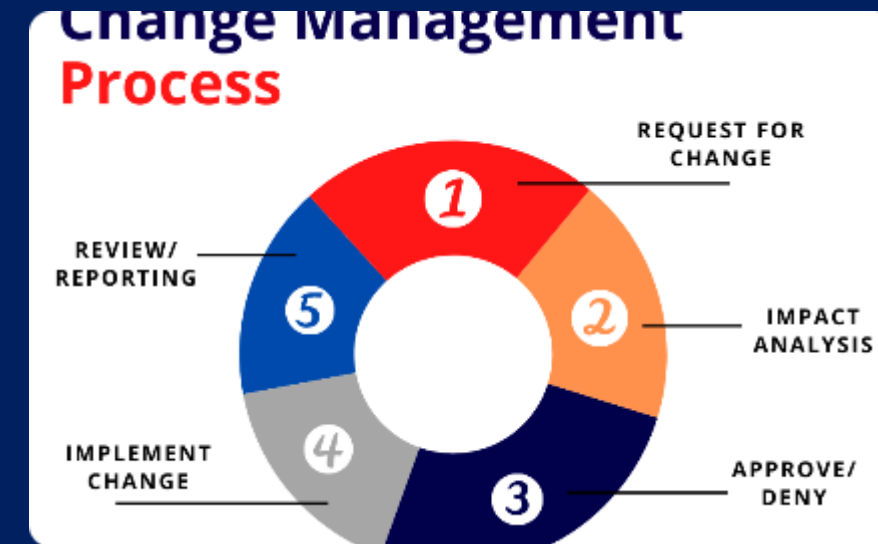 Change Management
Process
REQUEST FOR
CHANGE
1
REVIEW/
REPORTING
5
2
IMPACT
ANALYSIS
IMPLEMENT
CHANGE
4
3
APPROVE/
DENY